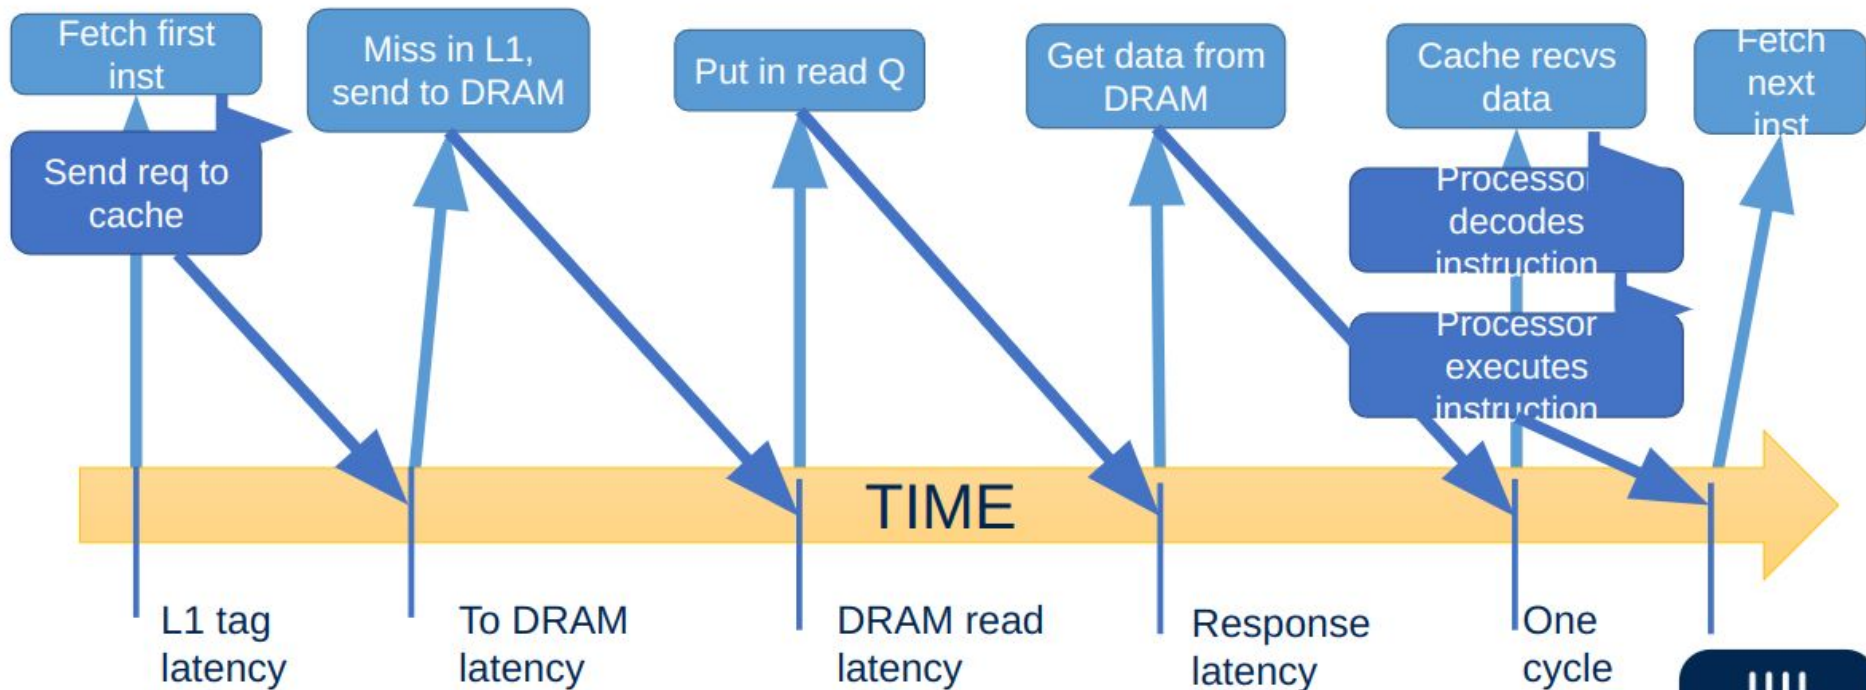 Fetch first
inst
Send req to
cache
Miss in L1,
send to DRAM
Put in read Q
Get data from
DRAM
Cache recvs
data
Processor
decodes
instruction
Processor
executes
instruction
Fetch
next
inst
TIME
L1 tag
latency
To DRAM
latency
DRAM read
latency
Response
latency
One
cycle